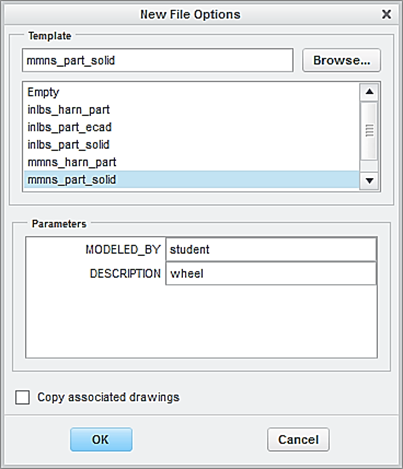 New File Options
Template
mmns_part_solid Browse...
Empty
inlbs_harn_part
inlbs_part_ecad
inlbs_part_solid
mmns_harn_part
mmns_part_solid
Parameters
MODELED_BY student
DESCRIPTION wheel
Copy associated drawings
OK Cancel